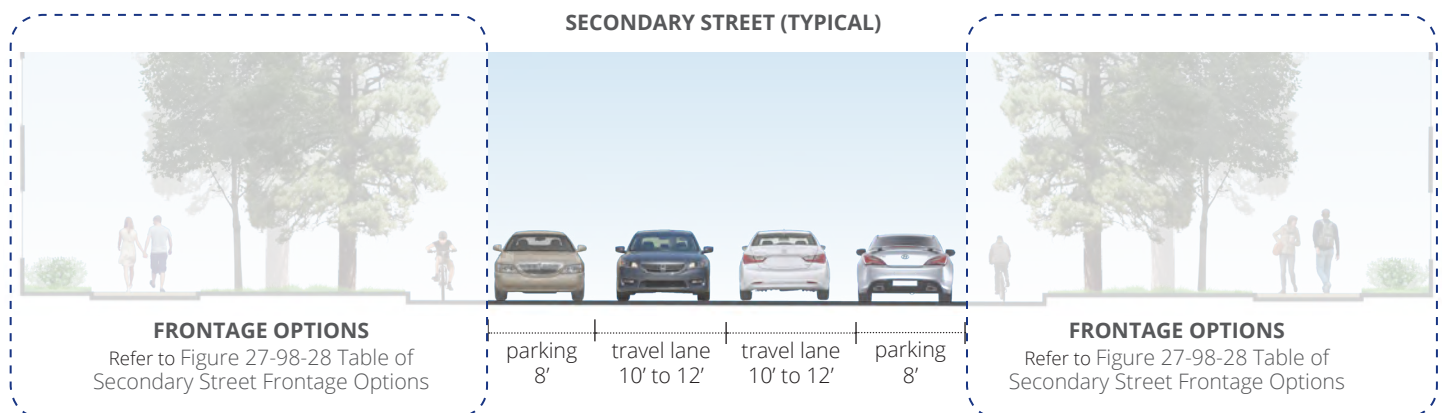 SECONDARY STREET (TYPICAL)
FRONTAGE OPTIONS
Refer to Figure 27-98-28 Table of
Secondary Street Frontage Options
parking
8’
travel lane
10’ to 12’
travel lane
10’ to 12’
parking
8’
FRONTAGE OPTIONS
Refer to Figure 27-98-28 Table of
Secondary Street Frontage Options